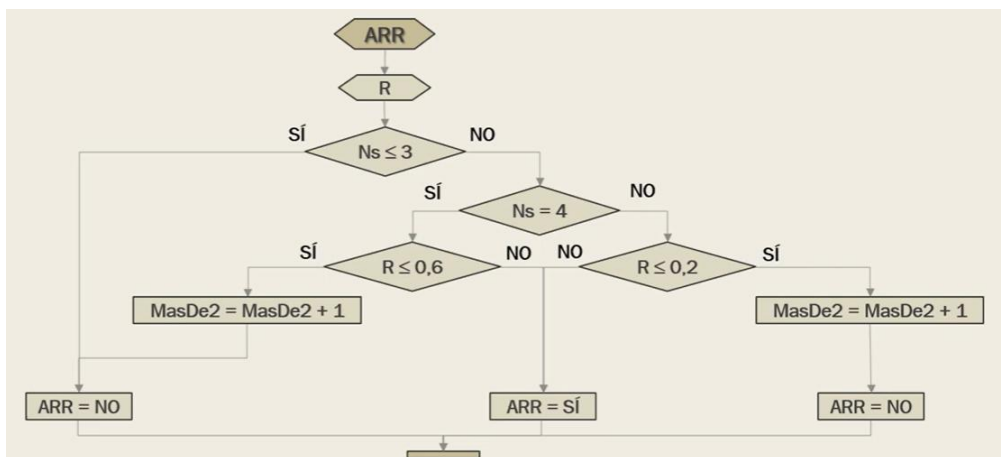 ARR
R
SÍ
NO
Ns ≤ 3
SÍ
NO
Ns = 4
SÍ
NO
NO
SÍ
R ≤ 0,6
R ≤ 0,2
MasDe2 = MasDe2 + 1
MasDe2 = MasDe2 + 1
ARR = NO
ARR = SÍ
ARR = NO